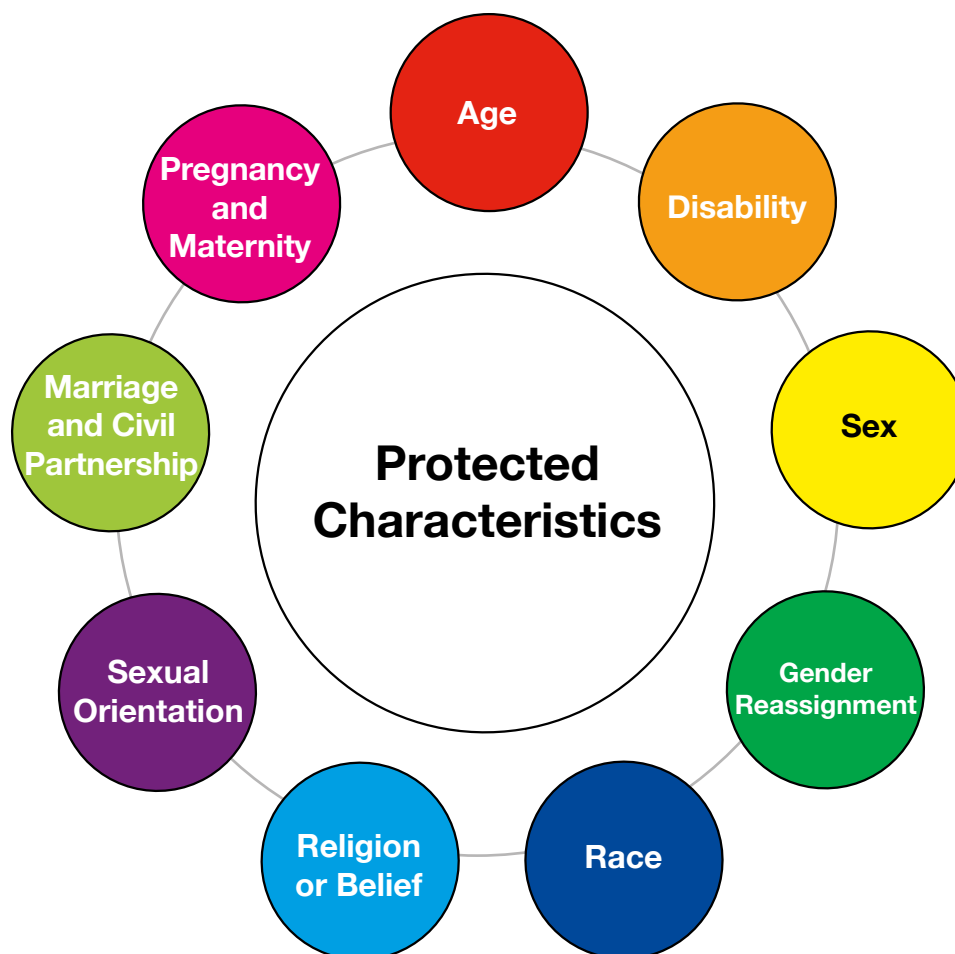 Age
Disability
Sex
Gender
Reassignment
Race
Religion
or Belief
Sexual
Orientation
Marriage
and Civil
Partnership
Pregnancy
and
Maternity
Protected
Characteristics